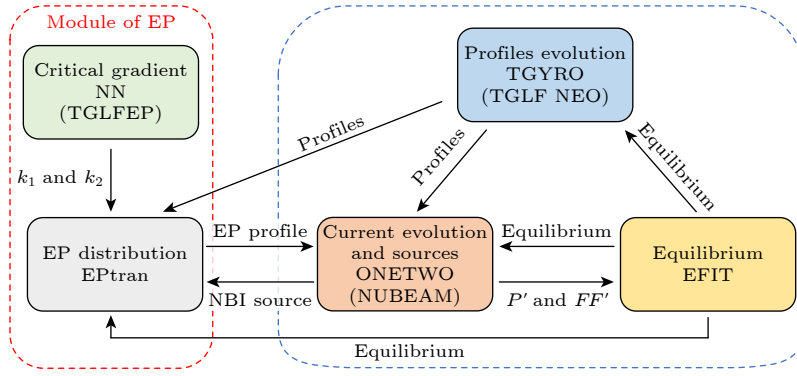 Module of EP
Critical gradient
NN
(TGLFEP)
Profiles evolution
TGYRO
(TGLF NEO)
Profiles
Profiles
Equilibrium
k₁ and k₂
EP distribution
EPtran
EP profile
NBI source
Current evolution
and sources
ONETWO
(NUBEAM)
Equilibrium
P′ and FF′
Equilibrium
EFIT
Equilibrium